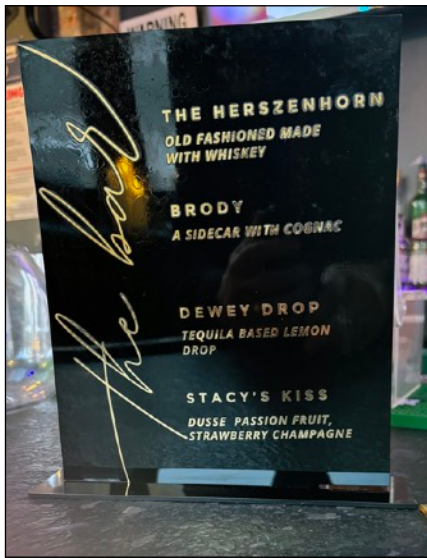 WARNING
the bar
THE HERSZENHORN
OLD FASHIONED MADE
WITH WHISKEY
BRODY
A SIDECAR WITH COGNAC
DEWEY DROP
TEQUILA BASED LEMON
DROP
STACY'S KISS
DUSSE PASSION FRUIT,
STRAWBERRY CHAMPAGNE